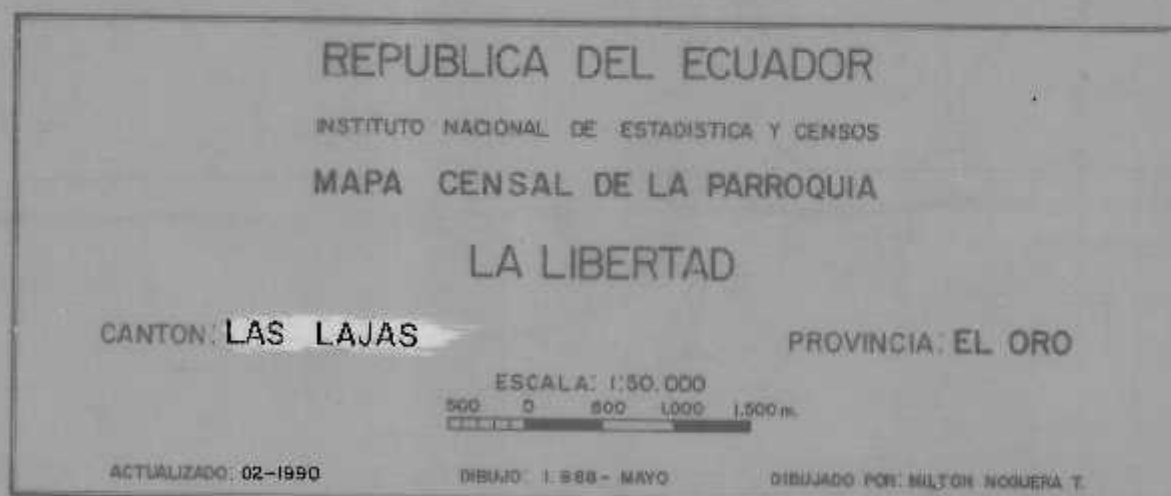 REPUBLICA DEL ECUADOR
INSTITUTO NACIONAL DE ESTADISTICA Y CENSOS
MAPA CENSAL DE LA PARROQUIA
LA LIBERTAD
CANTON: LAS LAJAS PROVINCIA: EL ORO
ESCALA: 1:50.000
500 0 500 1,000 1,500 m.
ACTUALIZADO: 02-1990 DIBUJO: 1.988- MAYO DIBUJADO POR: MILTON NOGUERA T.